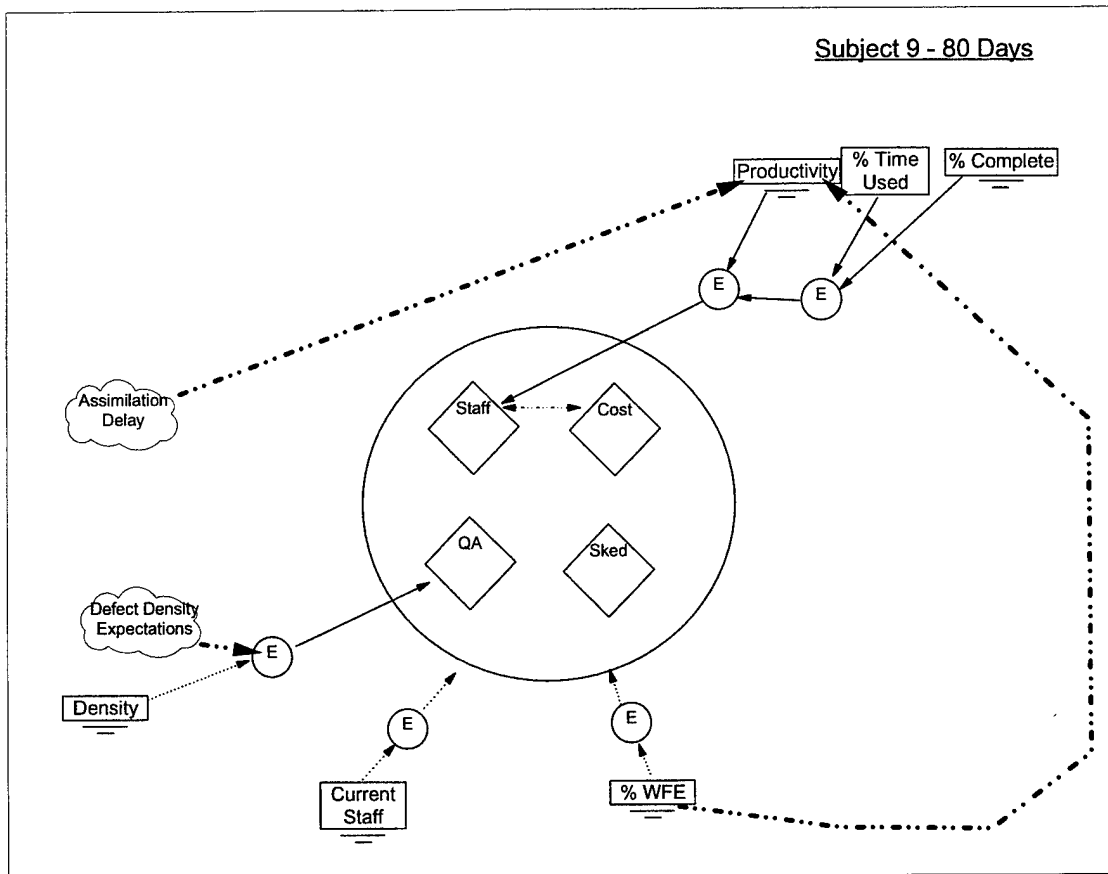 Subject 9 - 80 Days
Productivity
% Time
Used
% Complete
E
E
Assimilation
Delay
Staff
Cost
QA
Sked
Defect Density
Expectations
E
Density
E
E
Current
Staff
% WFE